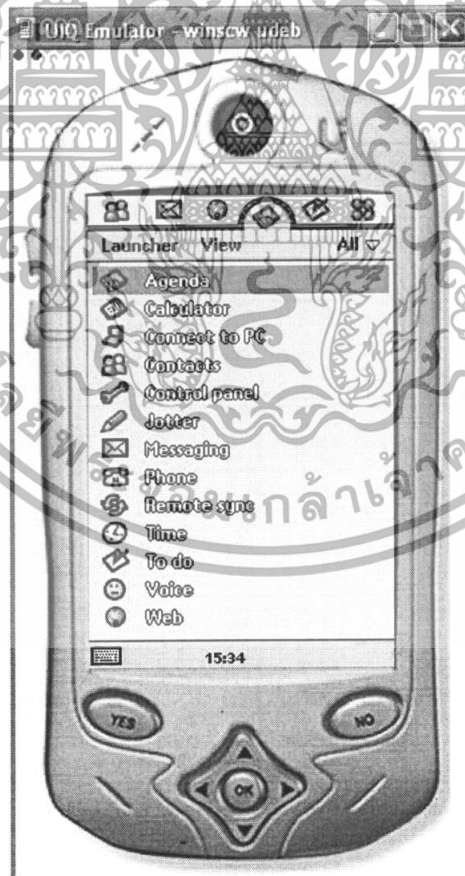 UIQ Emulator - winscw udeb
Launcher View All
Agenda
Calculator
Connect to PC
Contacts
Control panel
Jotter
Messaging
Phone
Remote sync
Time
To do
Voice
Web
15:34
YES
NO
OK